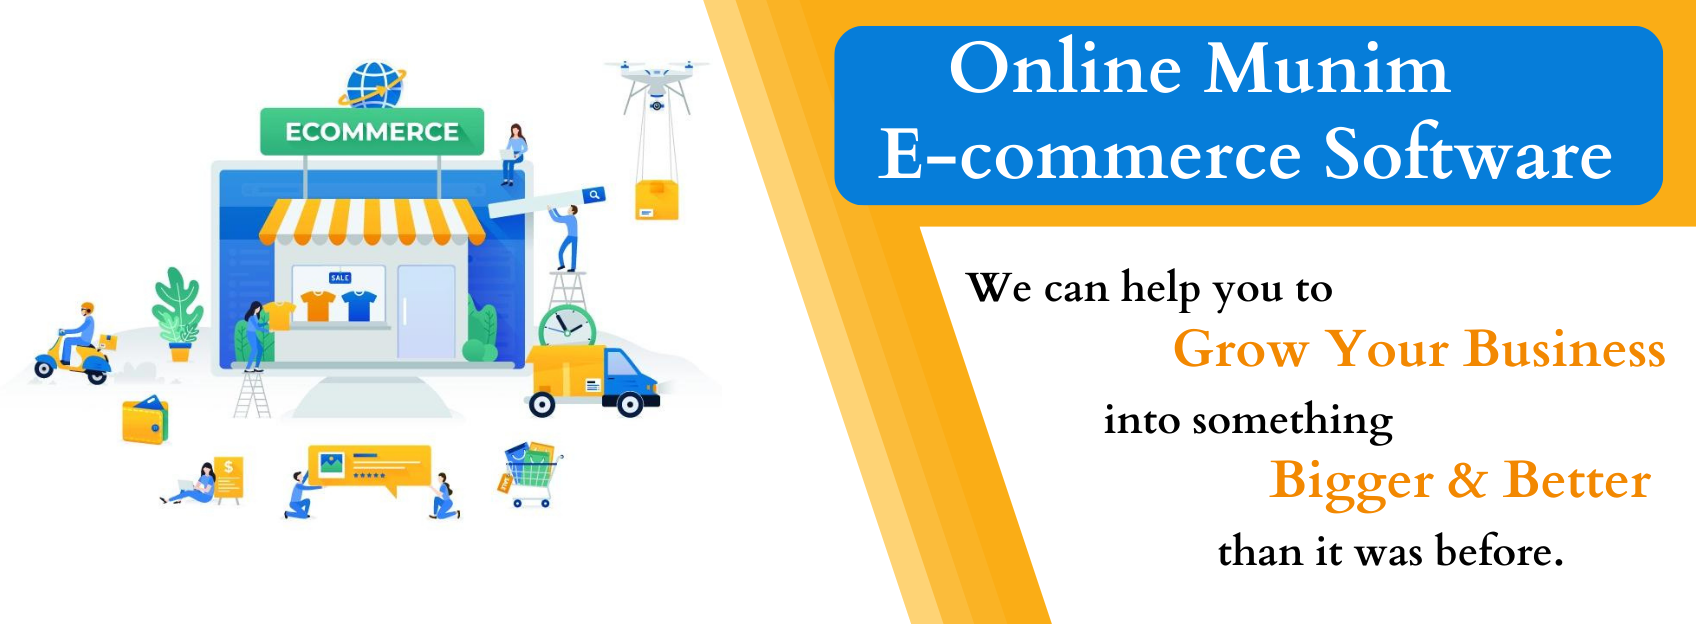 ECOMMERCE
SALE
$
SALE
Online Munim
E-commerce Software
We can help you to
Grow Your Business
into something
Bigger & Better
than it was before.